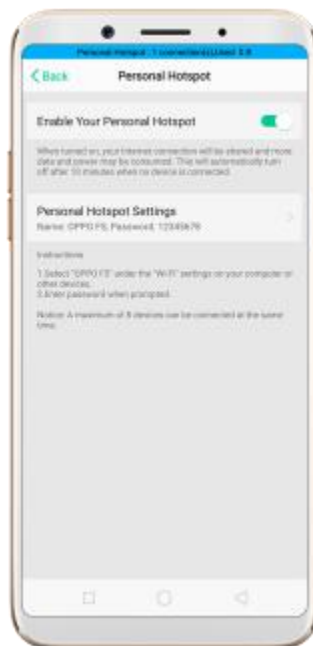 Personal Hotspot : 1 connection(s),Used: 0 B
Back
Personal Hotspot
Enable Your Personal Hotspot
When turned on, your Internet connection will be shared and more
data and power may be consumed. This will automatically turn
off after 10 minutes when no device is connected.
Personal Hotspot Settings
Name: OPPO F5, Password: 12345678
Instructions
1.Select "OPPO F5" under the "Wi-Fi" settings on your computer or
other devices.
2.Enter password when prompted.
Notice: A maximum of 8 devices can be connected at the same
time.